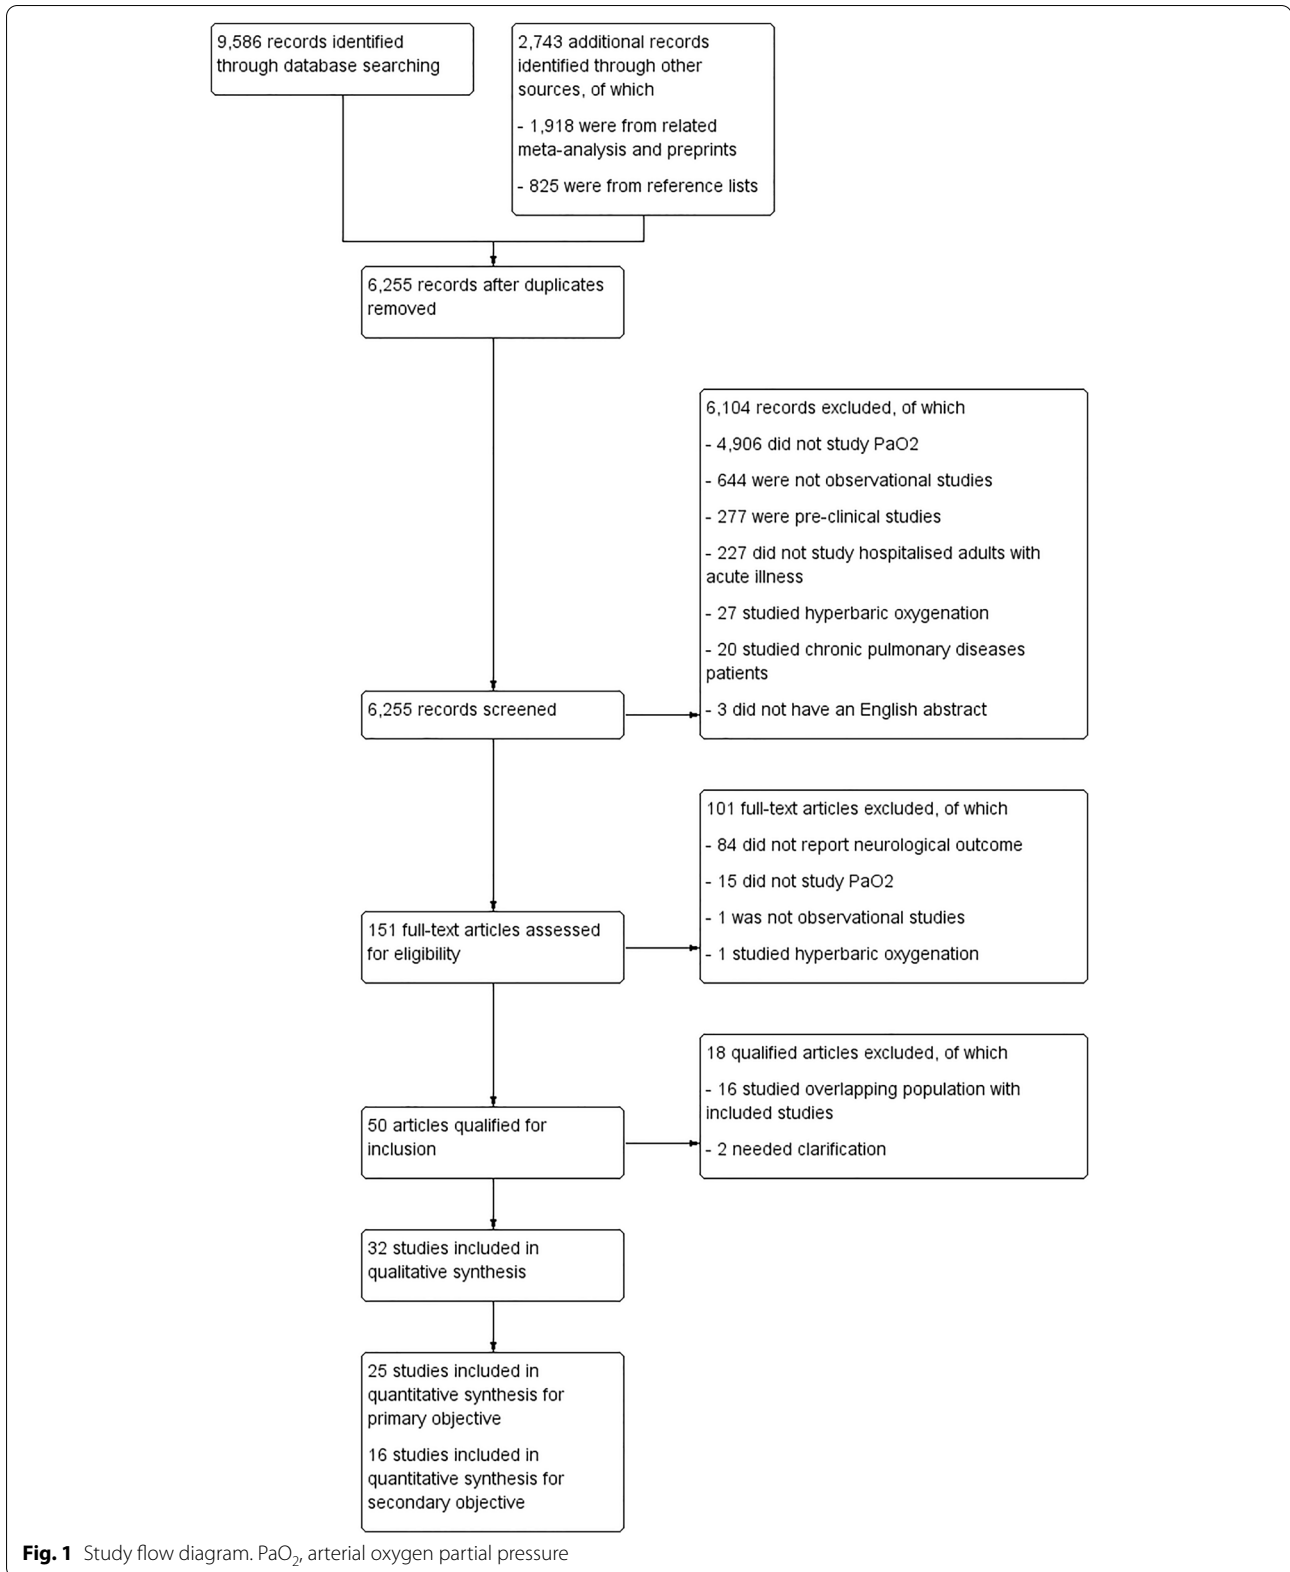 9,586 records identified
through database searching
2,743 additional records
identified through other
sources, of which
- 1,918 were from related
meta-analysis and preprints
- 825 were from reference lists
6,255 records after duplicates
removed
6,104 records excluded, of which
- 4,906 did not study PaO2
- 644 were not observational studies
- 277 were pre-clinical studies
- 227 did not study hospitalised adults with
acute illness
- 27 studied hyperbaric oxygenation
- 20 studied chronic pulmonary diseases
patients
- 3 did not have an English abstract
6,255 records screened
101 full-text articles excluded, of which
- 84 did not report neurological outcome
- 15 did not study PaO2
- 1 was not observational studies
- 1 studied hyperbaric oxygenation
151 full-text articles assessed
for eligibility
18 qualified articles excluded, of which
- 16 studied overlapping population with
included studies
- 2 needed clarification
50 articles qualified for
inclusion
32 studies included in
qualitative synthesis
25 studies included in
quantitative synthesis for
primary objective
16 studies included in
quantitative synthesis for
secondary objective
Fig. 1 Study flow diagram. PaO₂, arterial oxygen partial pressure